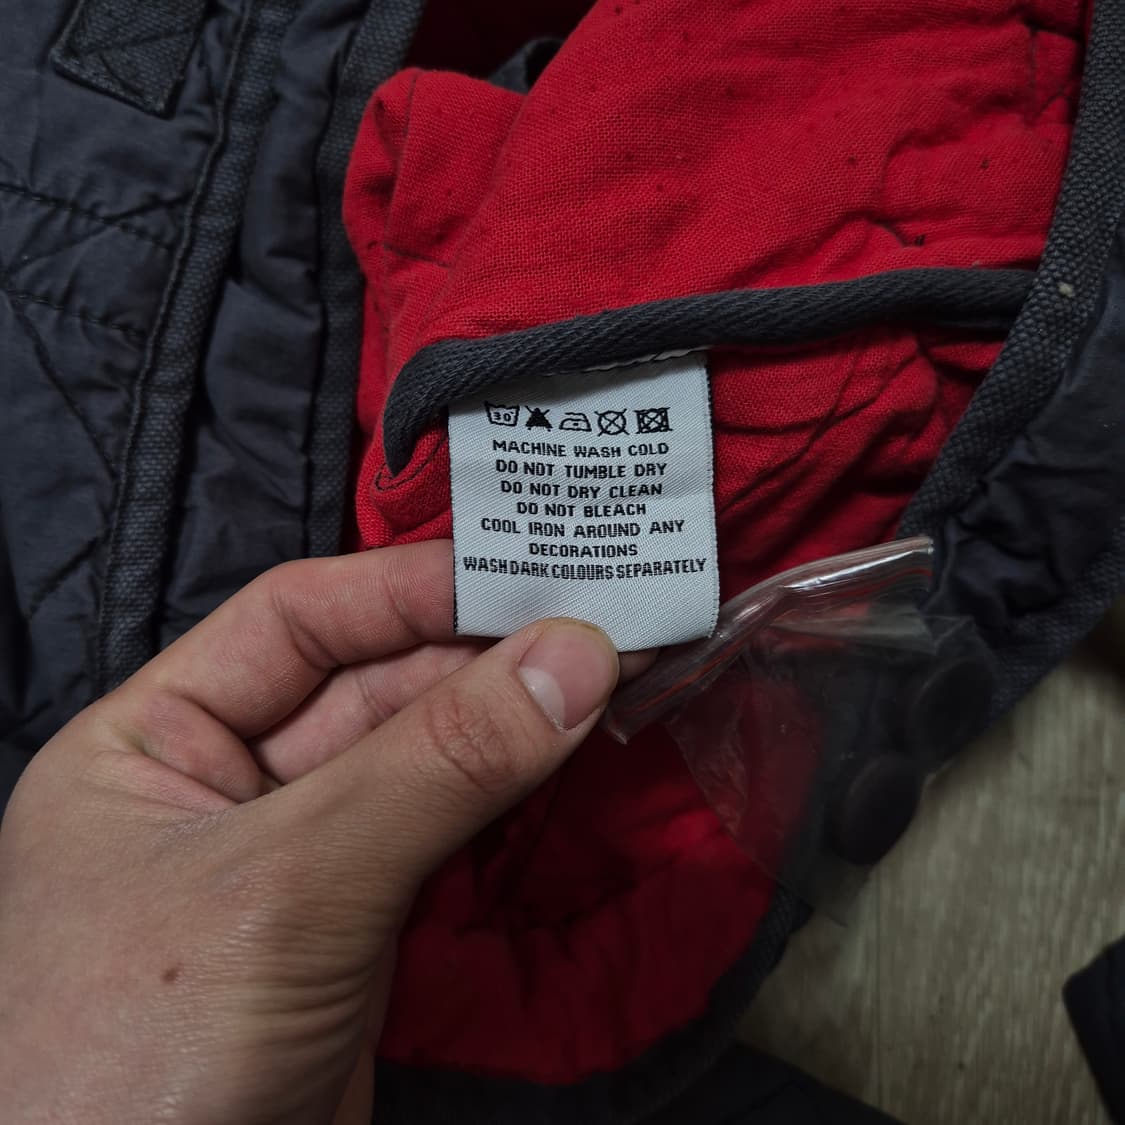 30
MACHINE WASH COLD
DO NOT TUMBLE DRY
DO NOT DRY CLEAN
DO NOT BLEACH
COOL IRON AROUND ANY
DECORATIONS
WASH DARK COLOURS SEPARATELY